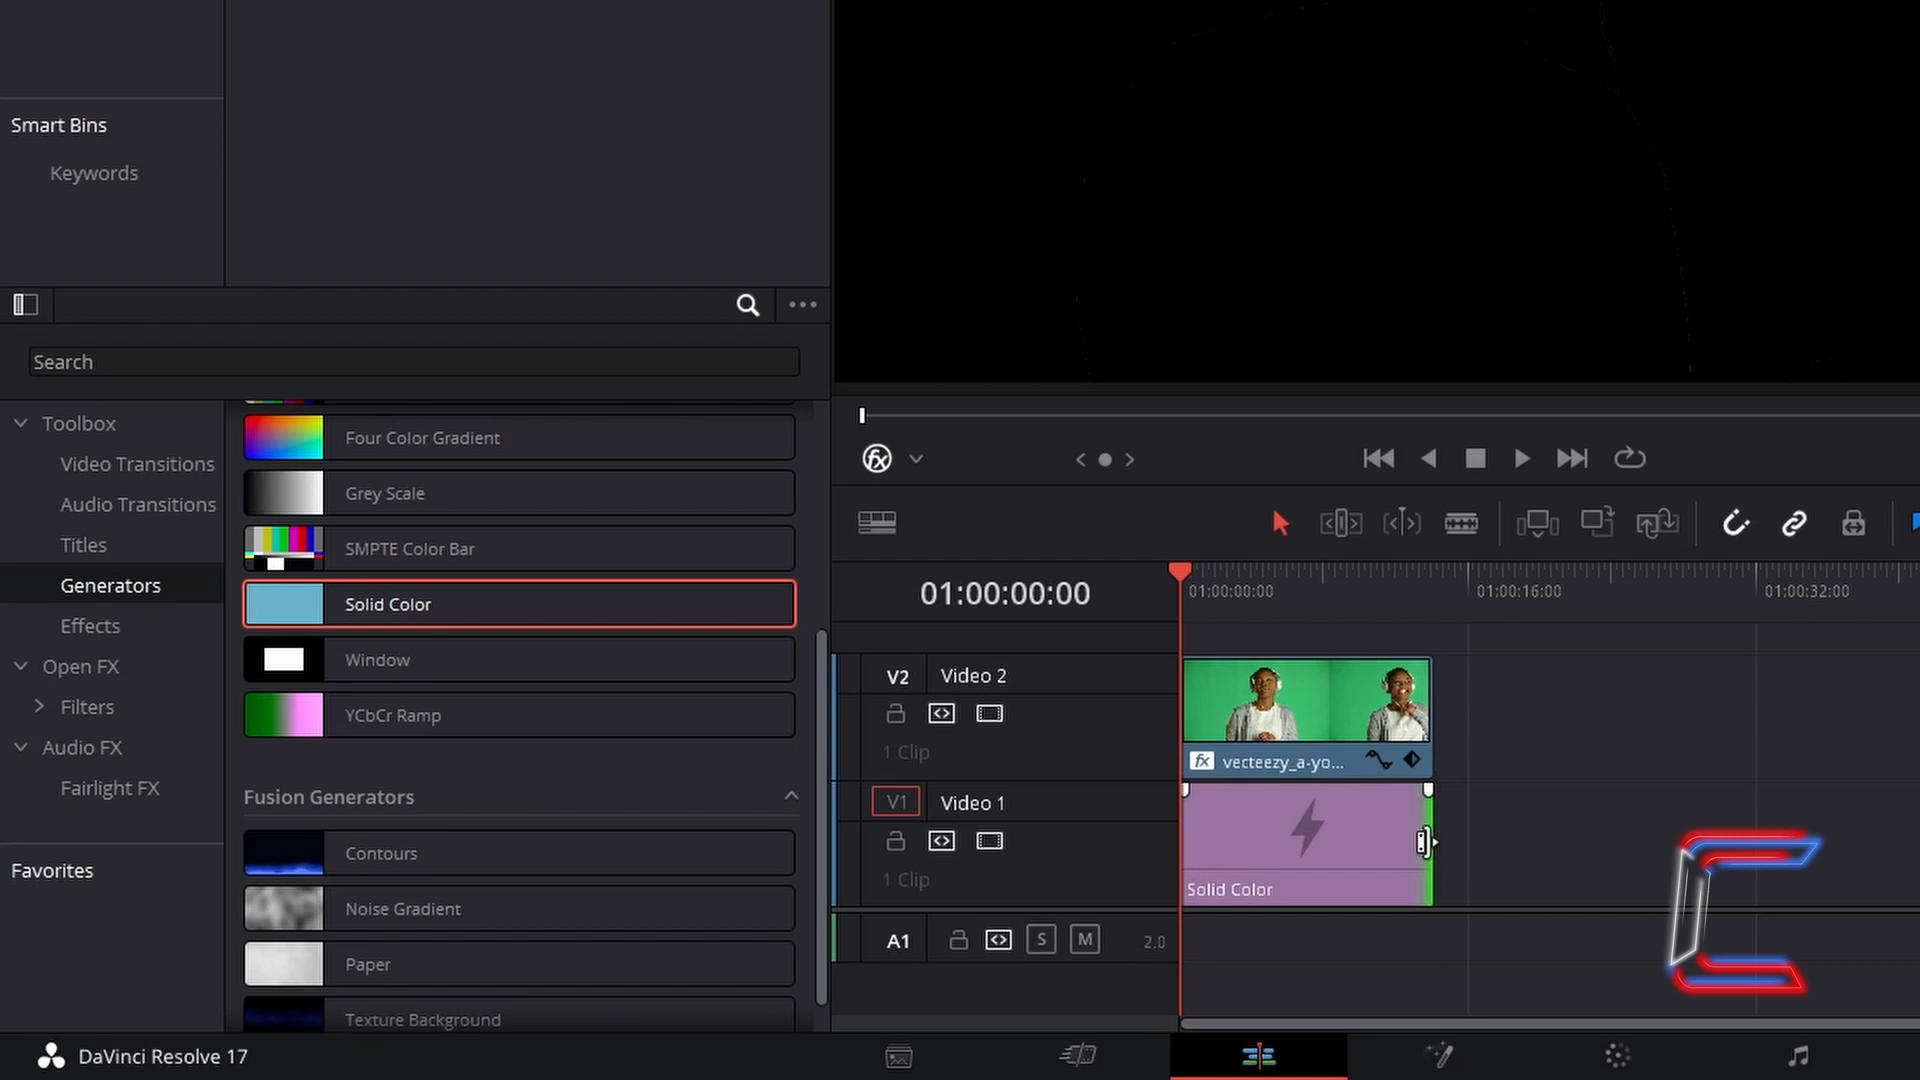 Smart Bins
Keywords
Search
Toolbox
Video Transitions
Audio Transitions
Titles
Generators
Effects
Open FX
Filters
Audio FX
Fairlight FX
Favorites
Four Color Gradient
Grey Scale
SMPTE Color Bar
Solid Color
Window
YCbCr Ramp
Fusion Generators
Contours
Noise Gradient
Paper
Texture Background
fx
01:00:00:00
01:00:00:00
01:00:16:00
01:00:32:00
V2 Video 2
1 Clip
fx vecteezy_a-yo...
V1 Video 1
1 Clip
Solid Color
A1 S M 2.0
DaVinci Resolve 17